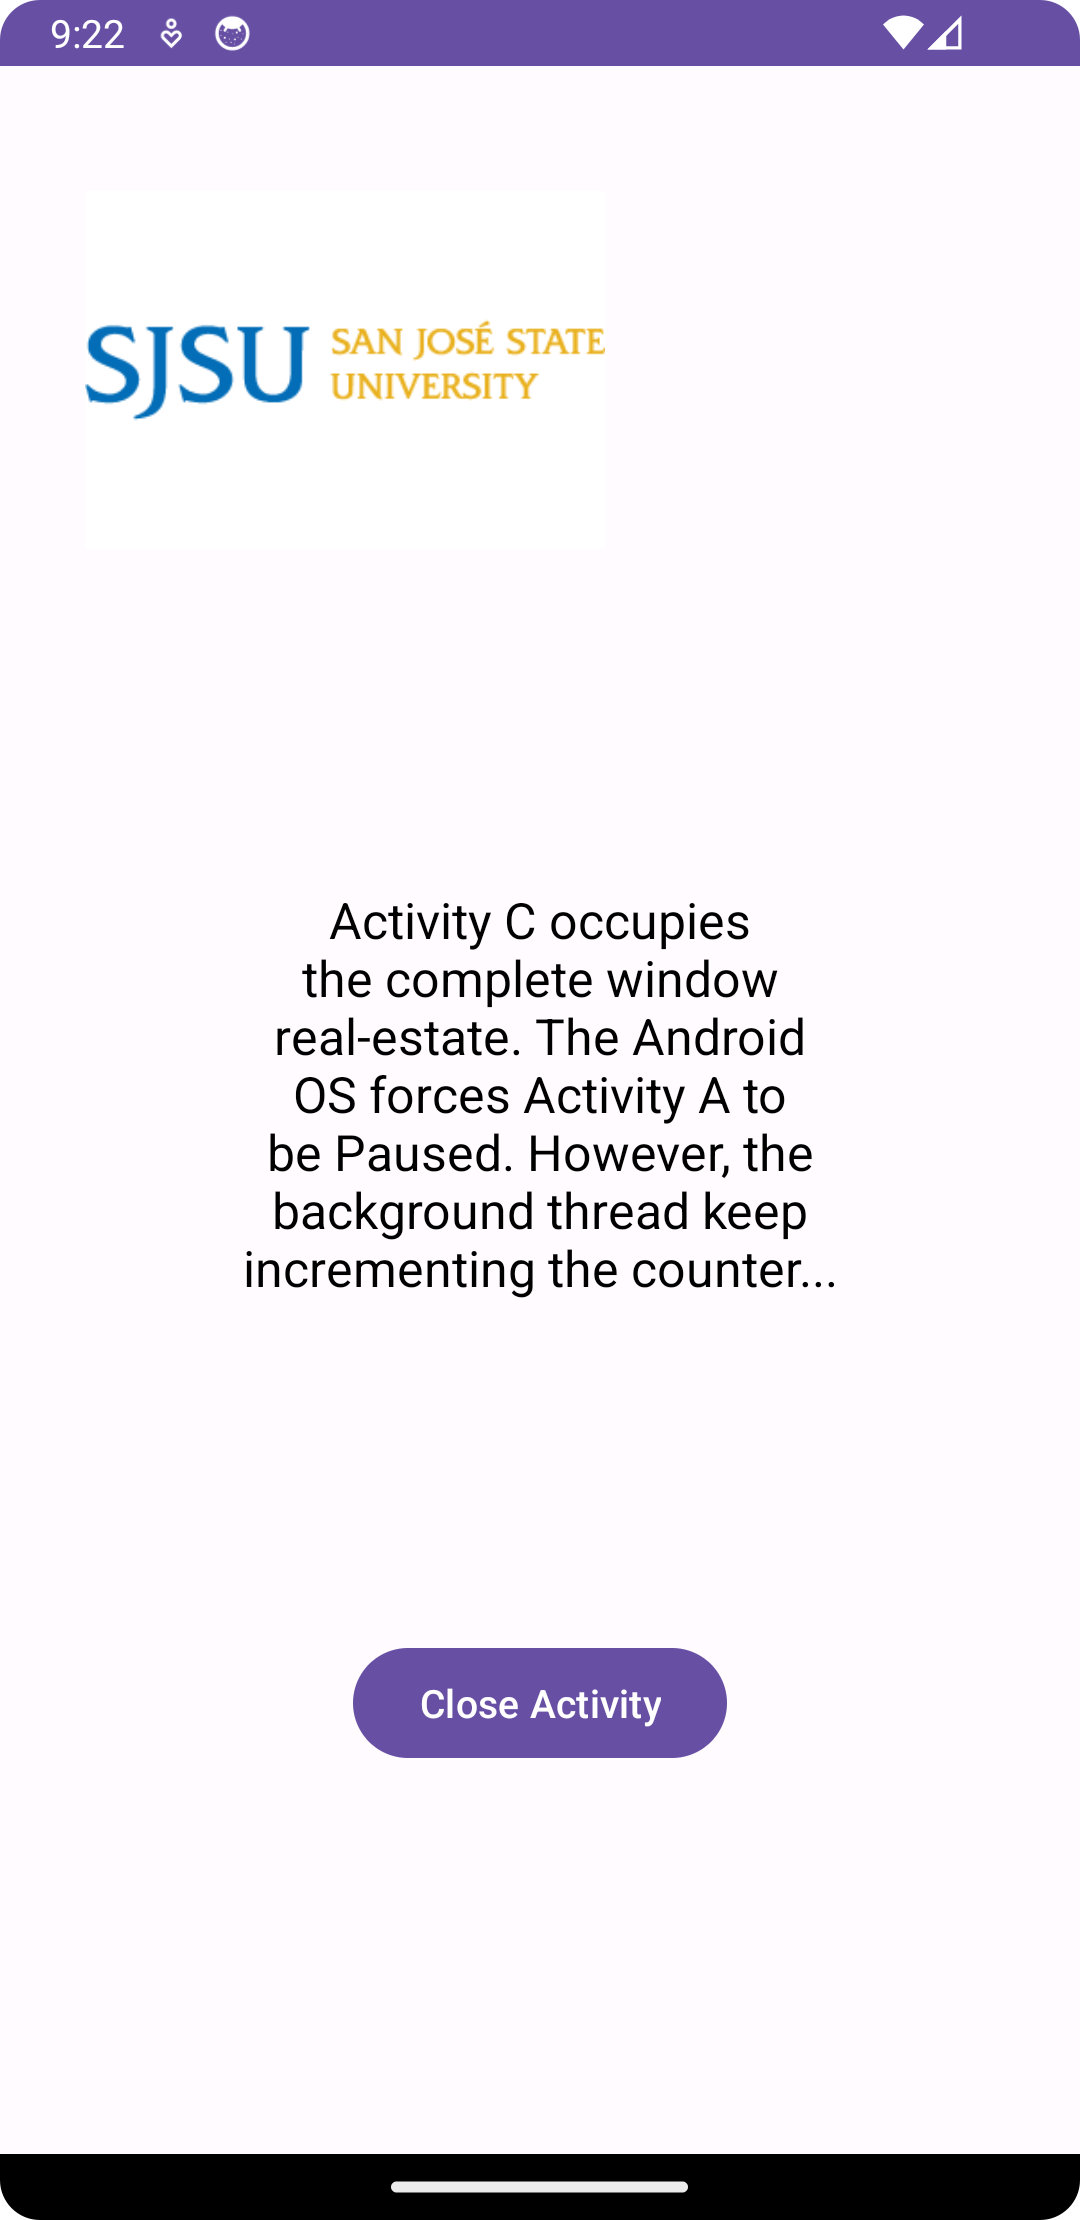 9:22
SJSU SAN JOSÉ STATE
UNIVERSITY
Activity C occupies
the complete window
real-estate. The Android
OS forces Activity A to
be Paused. However, the
background thread keep
incrementing the counter...
Close Activity